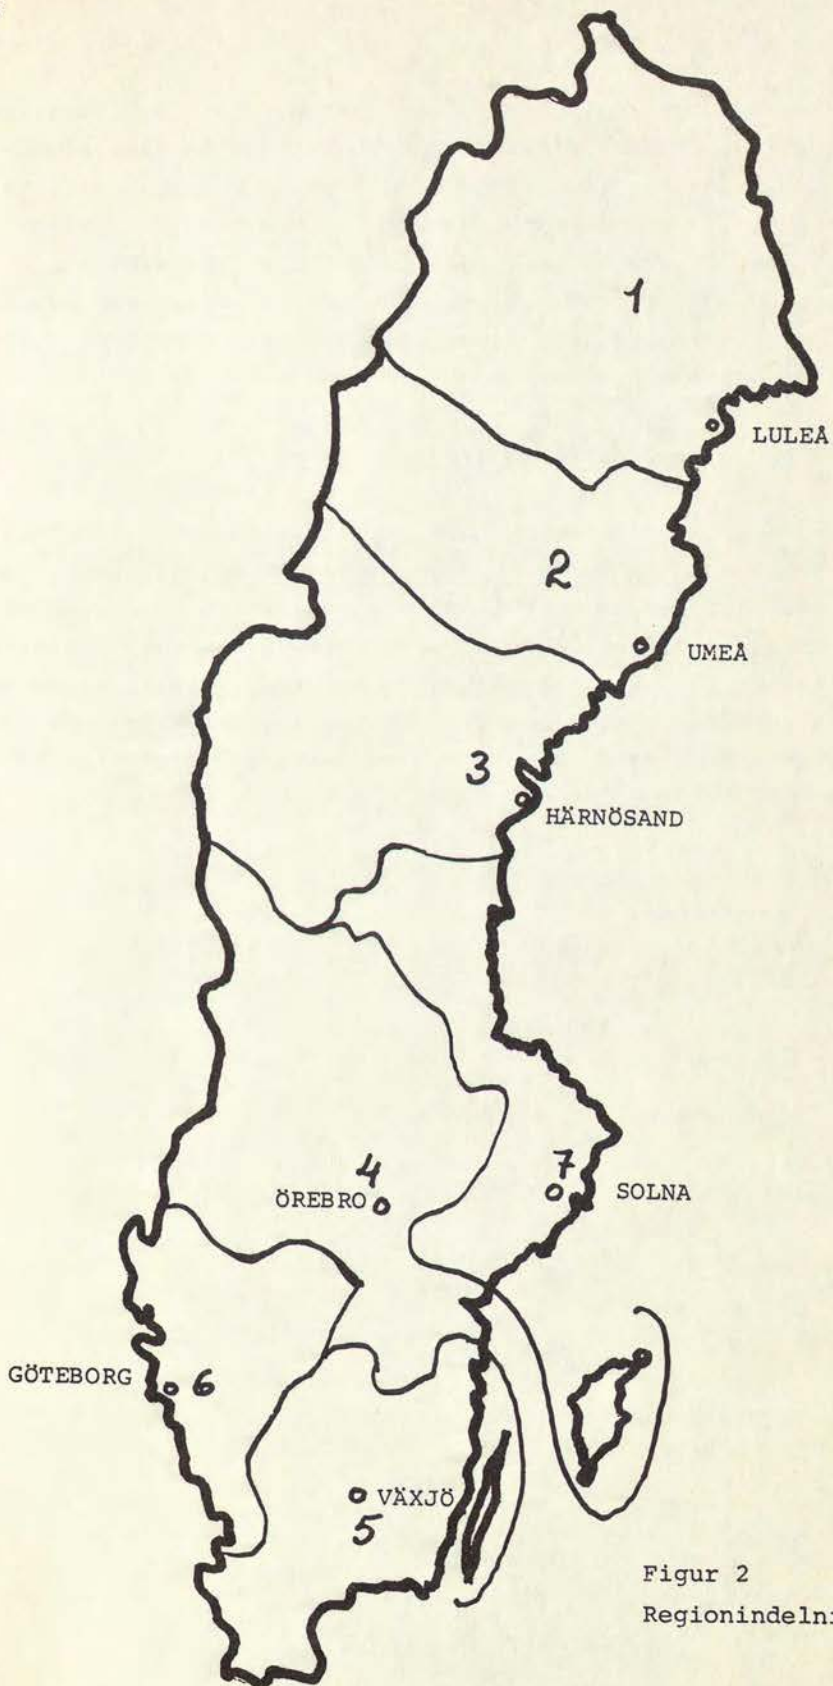 1
LULEÅ
2
UMEÅ
3
HÄRNÖSAND
4
7
ÖREBRO
SOLNA
GÖTEBORG 6
VÄXJÖ
5
Figur 2